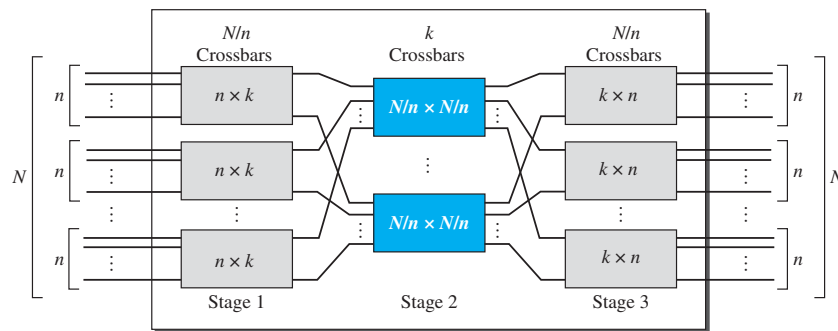 N/n
Crossbars
k
Crossbars
N/n
Crossbars
n
n × k
N/n × N/n
k × n
n
N
n
n × k
k × n
n
N
N/n × N/n
n
n × k
k × n
n
Stage 1
Stage 2
Stage 3